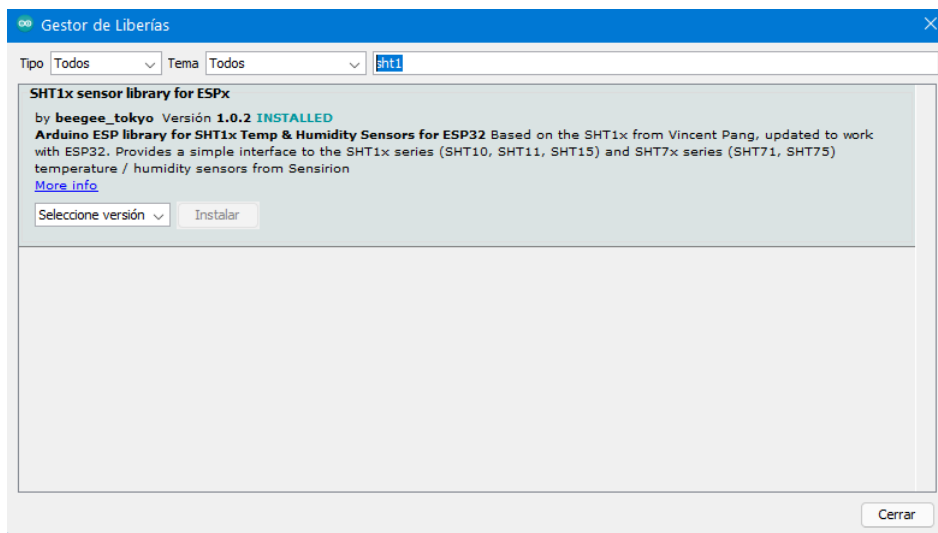 Gestor de Liberías
Tipo Todos Tema Todos sht1
SHT1x sensor library for ESPx
by beegee_tokyo Versión 1.0.2 INSTALLED
Arduino ESP library for SHT1x Temp & Humidity Sensors for ESP32 Based on the SHT1x from Vincent Pang, updated to work
with ESP32. Provides a simple interface to the SHT1x series (SHT10, SHT11, SHT15) and SHT7x series (SHT71, SHT75)
temperature / humidity sensors from Sensirion
More info
Seleccione versión Instalar
Cerrar